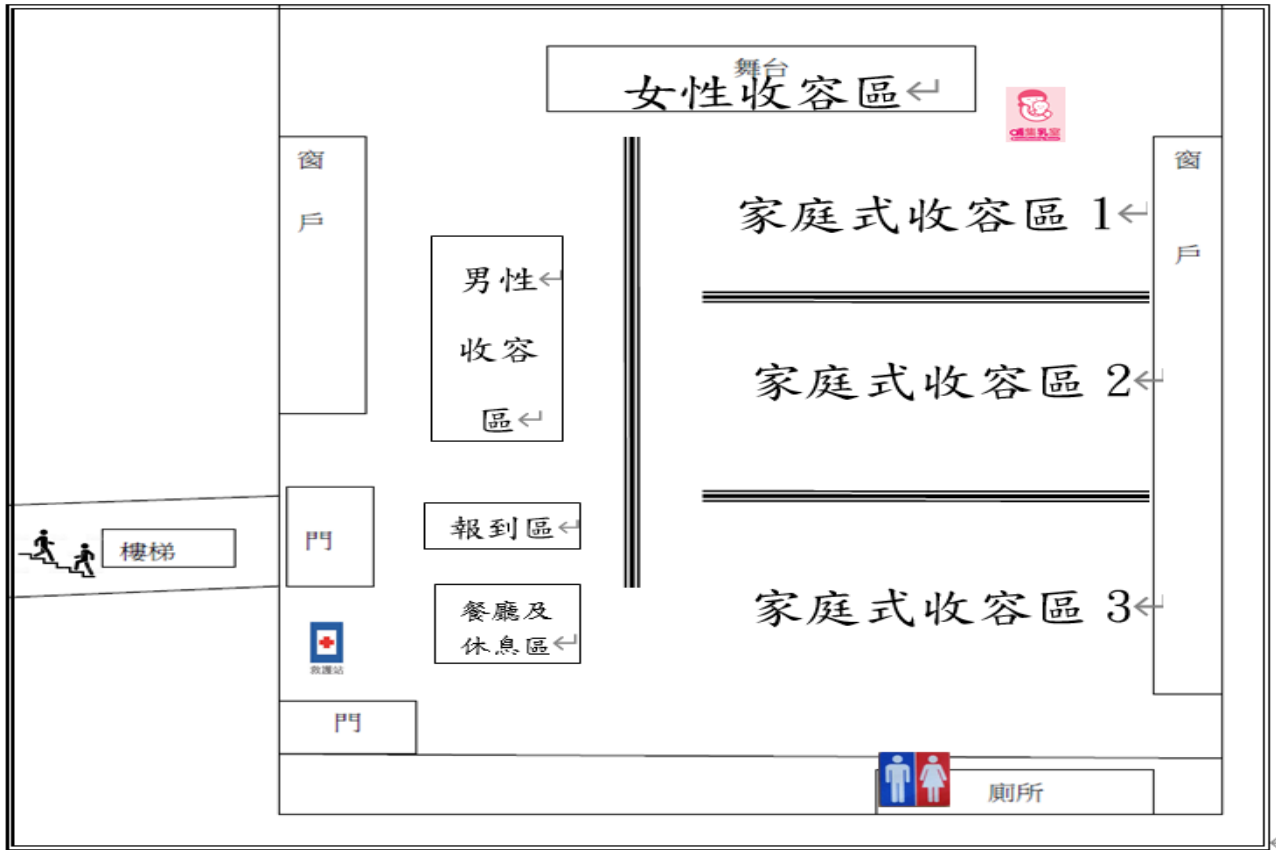 舞台
女性收容區
哺集乳室
窗
戶
窗
戶
家庭式收容區 1
男性
收容
區
家庭式收容區 2
門
報到區
樓梯
餐廳及
休息區
家庭式收容區 3
救護站
門
廁所